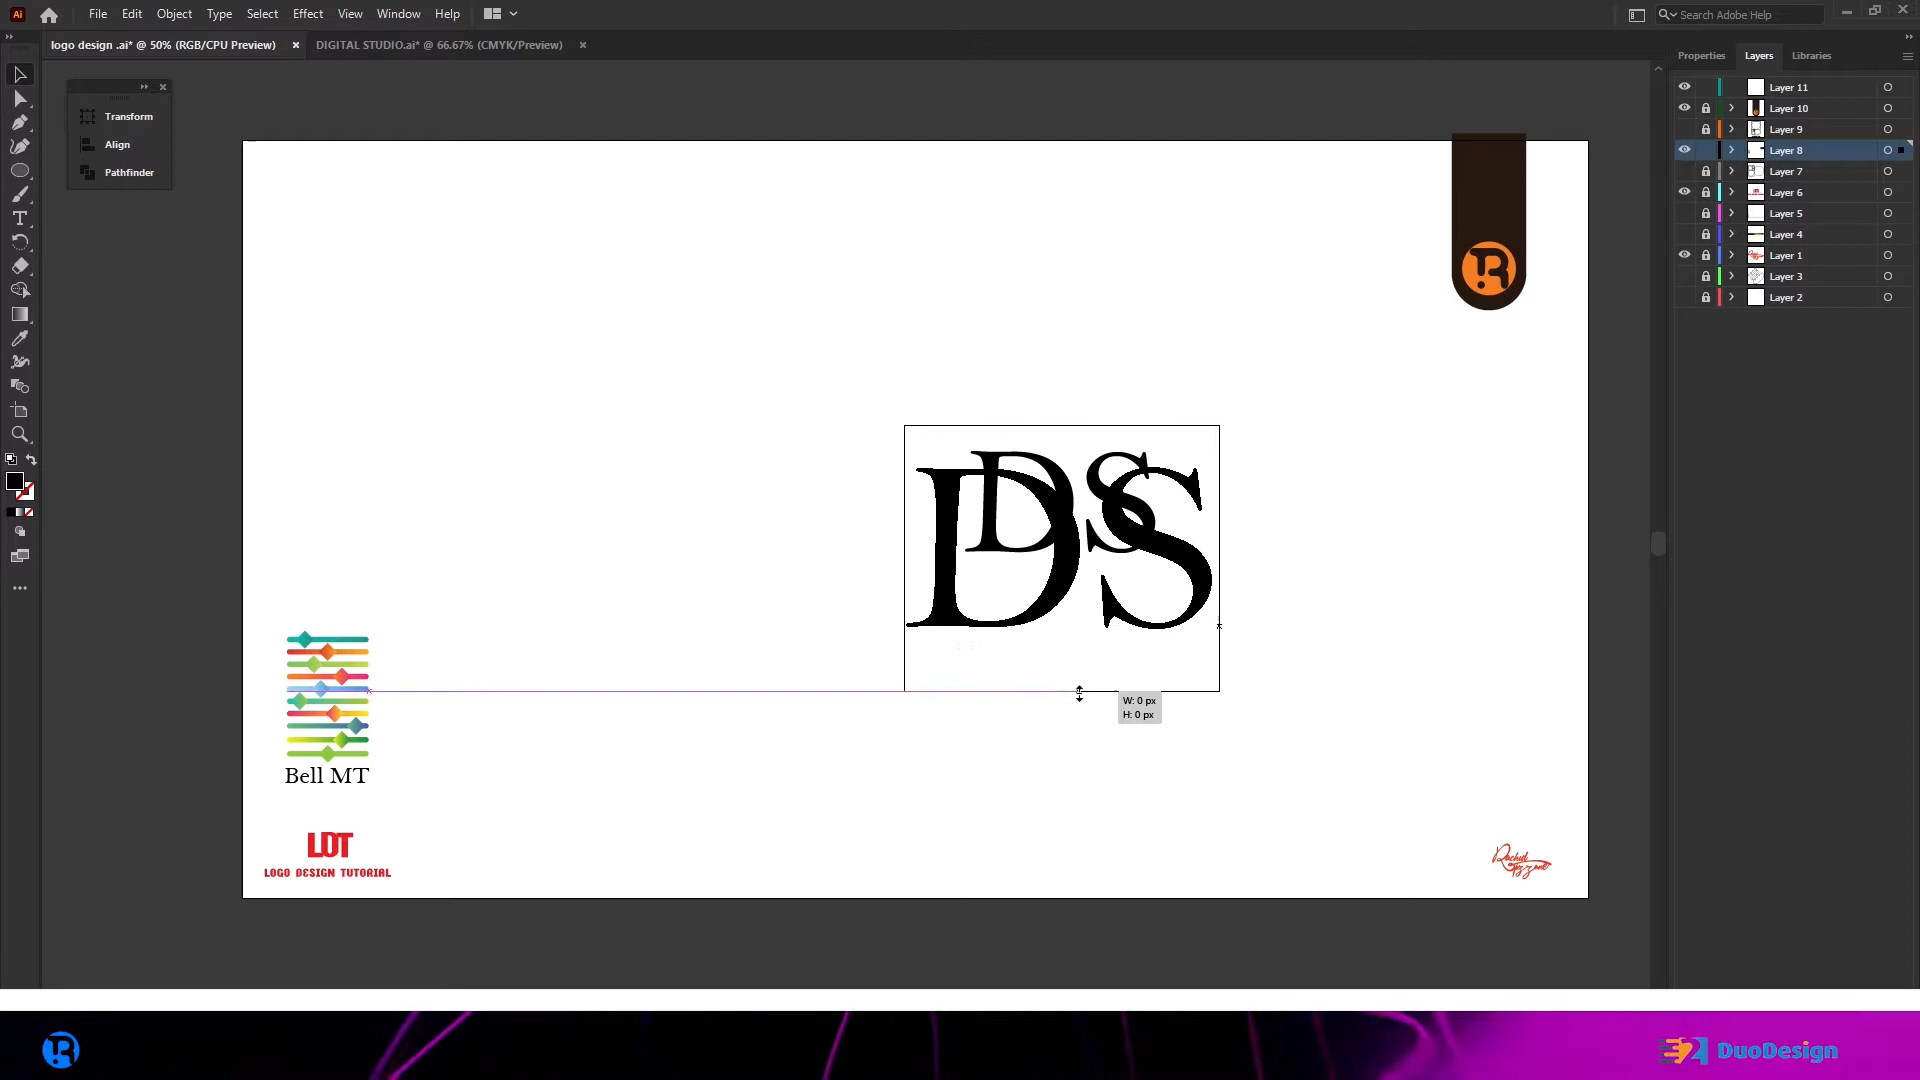 Ai File Edit Object Type Select Effect View Window Help Search Adobe Help
logo design .ai* @ 50% (RGB/CPU Preview) DIGITAL STUDIO.ai* @ 66.67% (CMYK/Preview)
Properties Layers Libraries
Transform
Align
Pathfinder
Layer 11
Layer 10
Layer 9
Layer 8
Layer 7
Layer 6
Layer 5
Layer 4
Layer 1
Layer 3
Layer 2
DS
DS
W: 0 px
H: 0 px
Bell MT
LDT
LOGO DESIGN TUTORIAL
DuoDesign